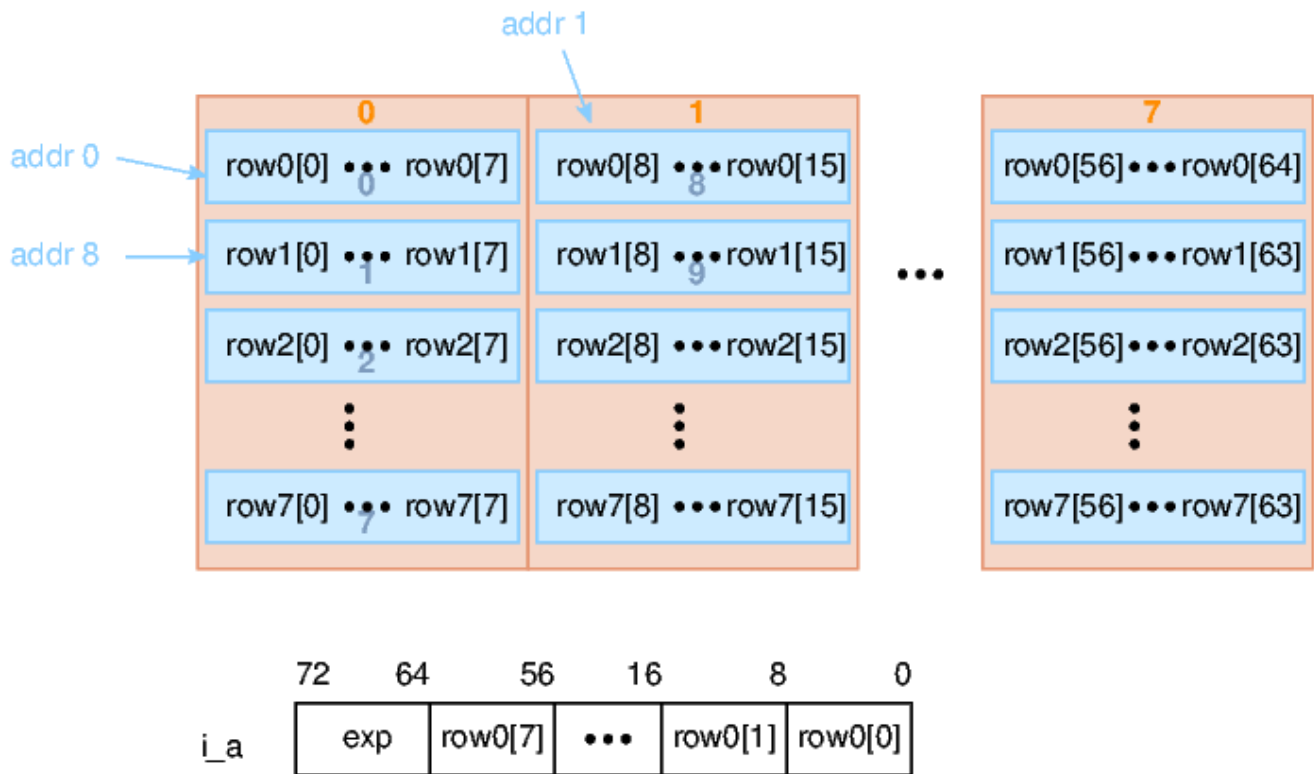 addr 1
0 1 7
addr 0
row0[0] ••• row0[7] row0[8] ••• row0[15] row0[56] ••• row0[64]
0 8
addr 8
row1[0] ••• row1[7] row1[8] ••• row1[15] ••• row1[56] ••• row1[63]
1 9
row2[0] ••• row2[7] row2[8] ••• row2[15] row2[56] ••• row2[63]
2
row7[0] ••• row7[7] row7[8] ••• row7[15] row7[56] ••• row7[63]
7
72 64 56 16 8 0
i_a exp row0[7] ••• row0[1] row0[0]